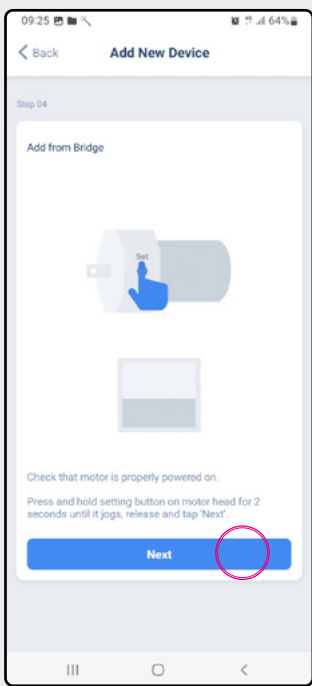 09:25 64%
Back Add New Device
Step 04
Add from Bridge
Set
Check that motor is properly powered on.
Press and hold setting button on motor head for 2
seconds until it jogs, release and tap 'Next'.
Next